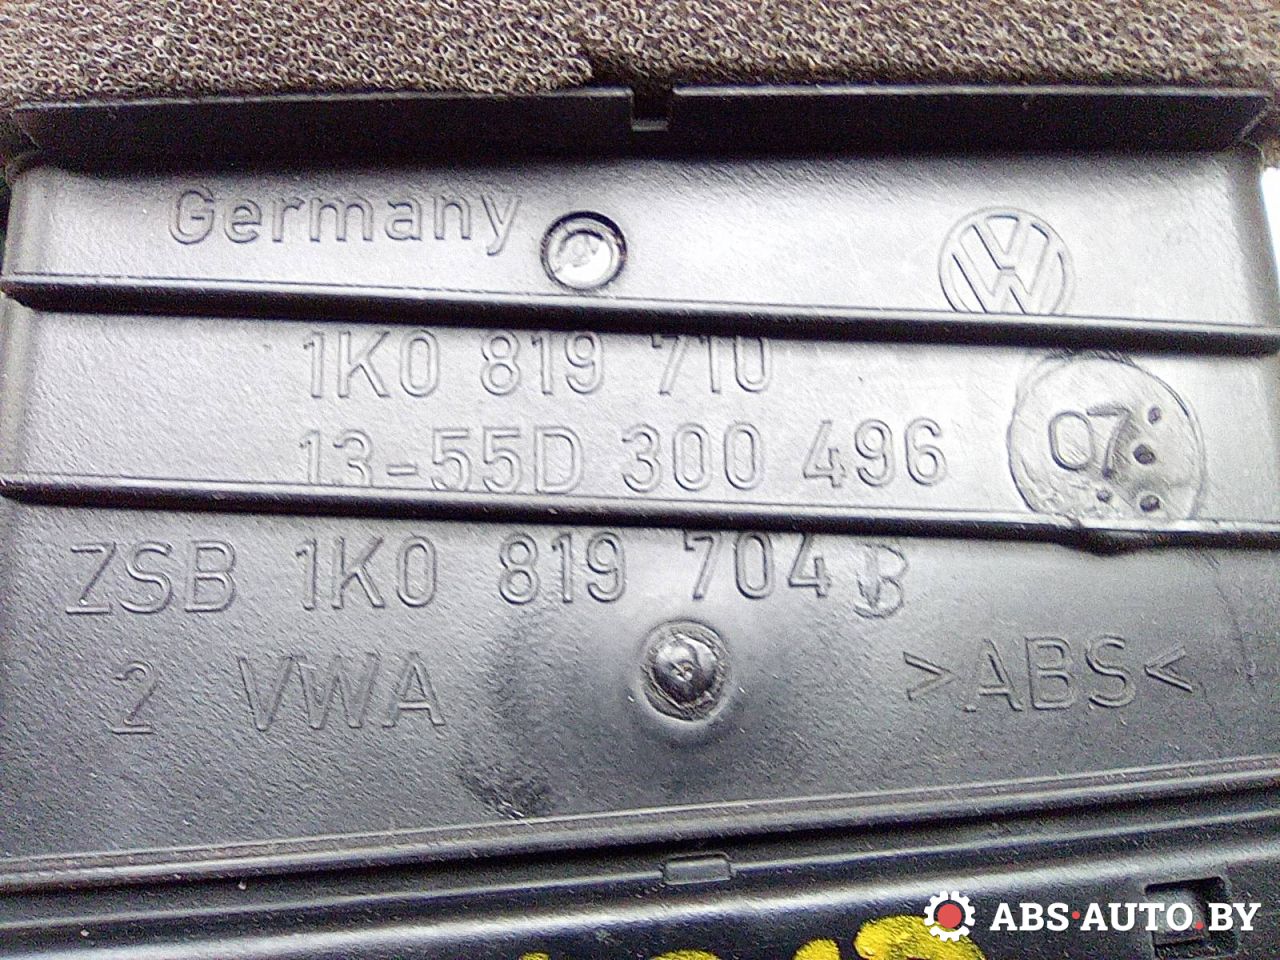 Germany
1K0 819 710
13-55D 300 496
07
ZSB 1K0 819 704 B
2 VWA >ABS<
ABS·AUTO.BY